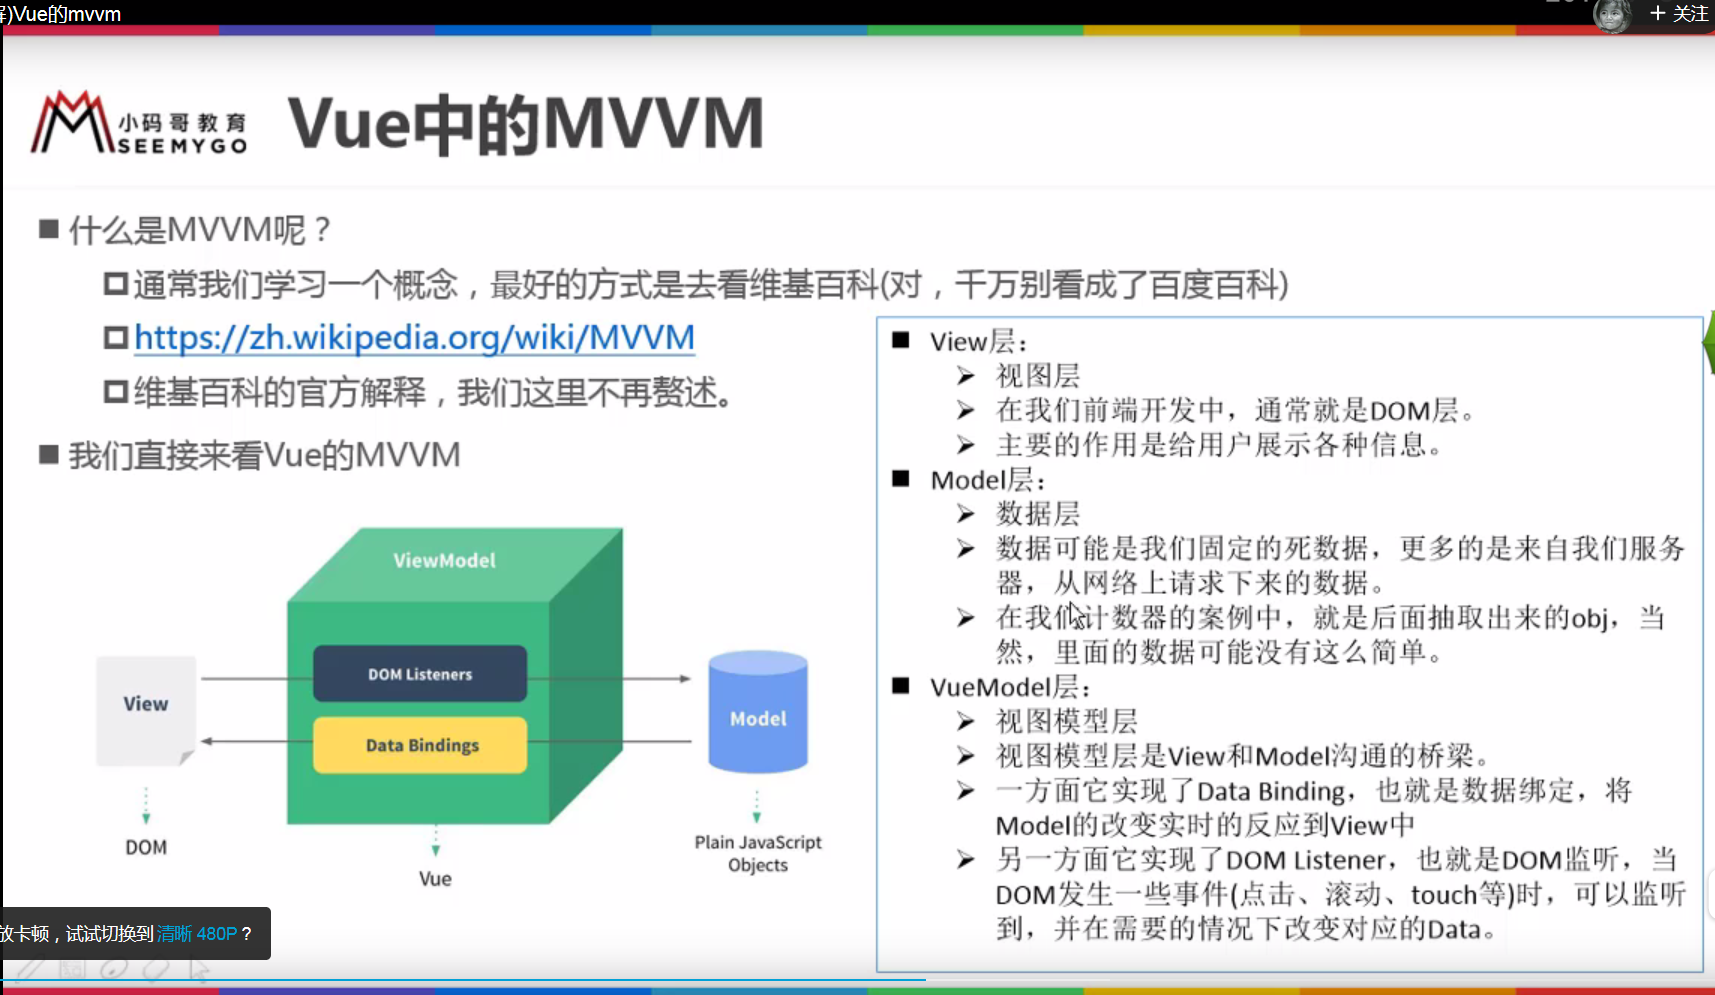 解)Vue的mvvm
+ 关注
小码哥教育
SEEMYGO
Vue中的MVVM
什么是MVVM呢？
通常我们学习一个概念，最好的方式是去看维基百科(对，千万别看成了百度百科)
https://zh.wikipedia.org/wiki/MVVM
维基百科的官方解释，我们这里不再赘述。
我们直接来看Vue的MVVM
ViewModel
DOM Listeners
Data Bindings
View
Model
DOM
Vue
Plain JavaScript
Objects
View层：
视图层
在我们前端开发中，通常就是DOM层。
主要的作用是给用户展示各种信息。
Model层：
数据层
数据可能是我们固定的死数据，更多的是来自我们服务
器，从网络上请求下来的数据。
在我们计数器的案例中，就是后面抽取出来的obj，当
然，里面的数据可能没有这么简单。
VueModel层：
视图模型层
视图模型层是View和Model沟通的桥梁。
一方面它实现了Data Binding，也就是数据绑定，将
Model的改变实时的反应到View中
另一方面它实现了DOM Listener，也就是DOM监听，当
DOM发生一些事件(点击、滚动、touch等)时，可以监听
到，并在需要的情况下改变对应的Data。
放卡顿，试试切换到清晰 480P？